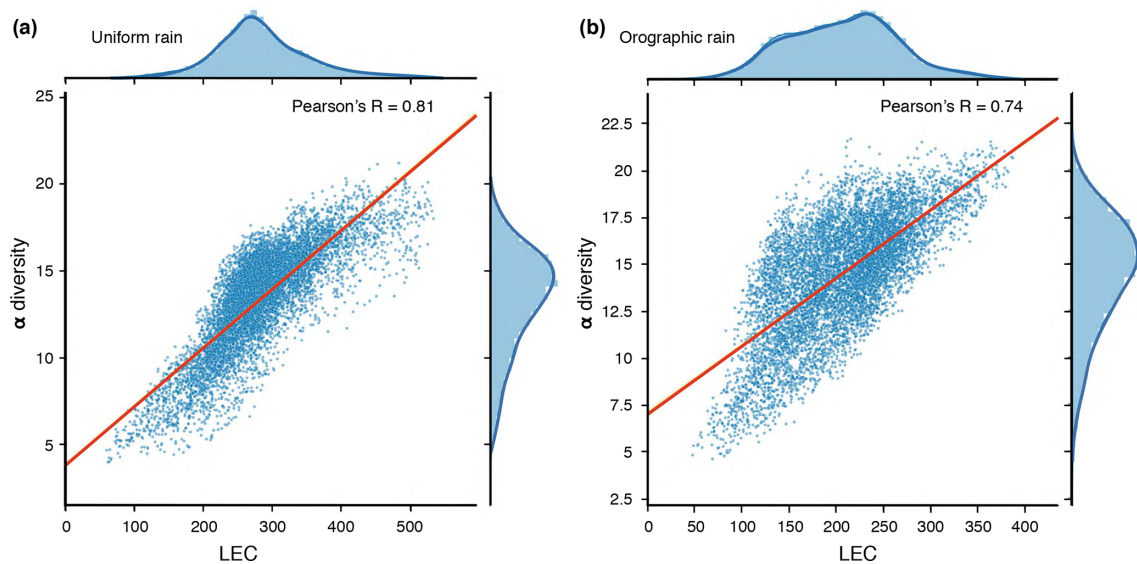 (a)
Uniform rain
Pearson's R = 0.81
25
20
15
10
5
α diversity
0 100 200 300 400 500
LEC
(b)
Orographic rain
Pearson's R = 0.74
22.5
20
17.5
15
12.5
10
7.5
5
2.5
α diversity
0 50 100 150 200 250 300 350 400
LEC